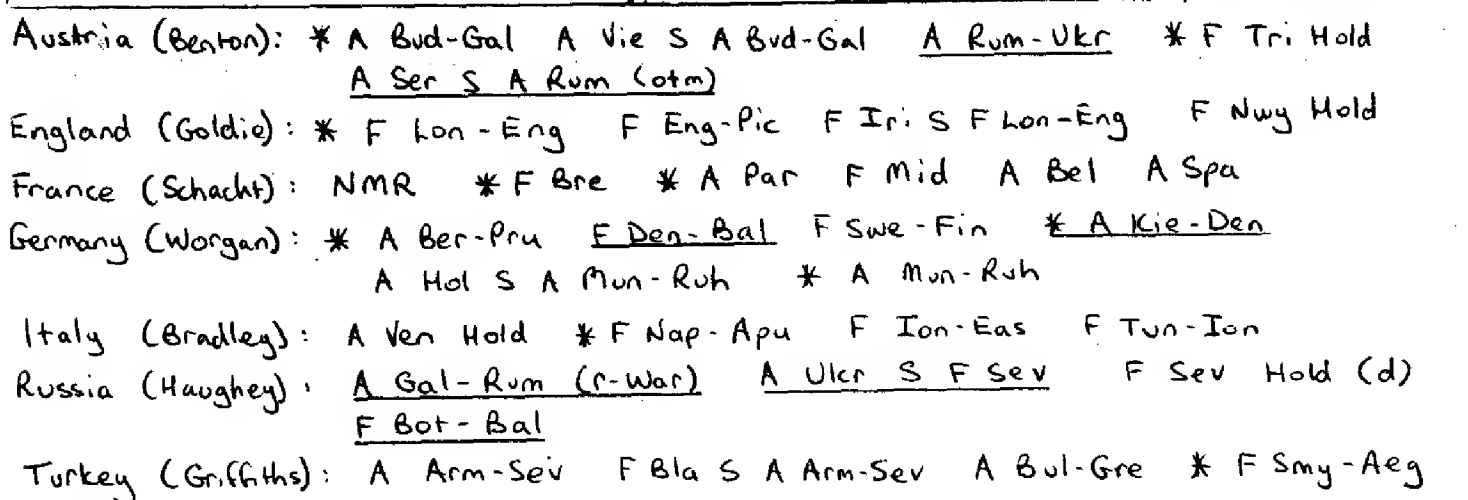 Austria (Benton): * A Bud-Gal A Vie S A Bud-Gal A Rum-Ukr * F Tri Hold
A Ser S A Rum (otm)
England (Goldie): * F Lon-Eng F Eng-Pic F Iri S F Lon-Eng F Nwy Hold
France (Schacht): NMR * F Bre * A Par F Mid A Bel A Spa
Germany (Worgan): * A Ber-Pru F Den-Bal F Swe-Fin * A Kie-Den
A Hol S A Mun-Ruh * A Mun-Ruh
Italy (Bradley): A Ven Hold * F Nap-Apu F Ion-Eas F Tun-Ion
Russia (Haughey): A Gal-Rum (r-War) A Ukr S F Sev F Sev Hold (d)
F Bot-Bal
Turkey (Griffiths): A Arm-Sev F Bla S A Arm-Sev A Bul-Gre * F Smy-Aeg